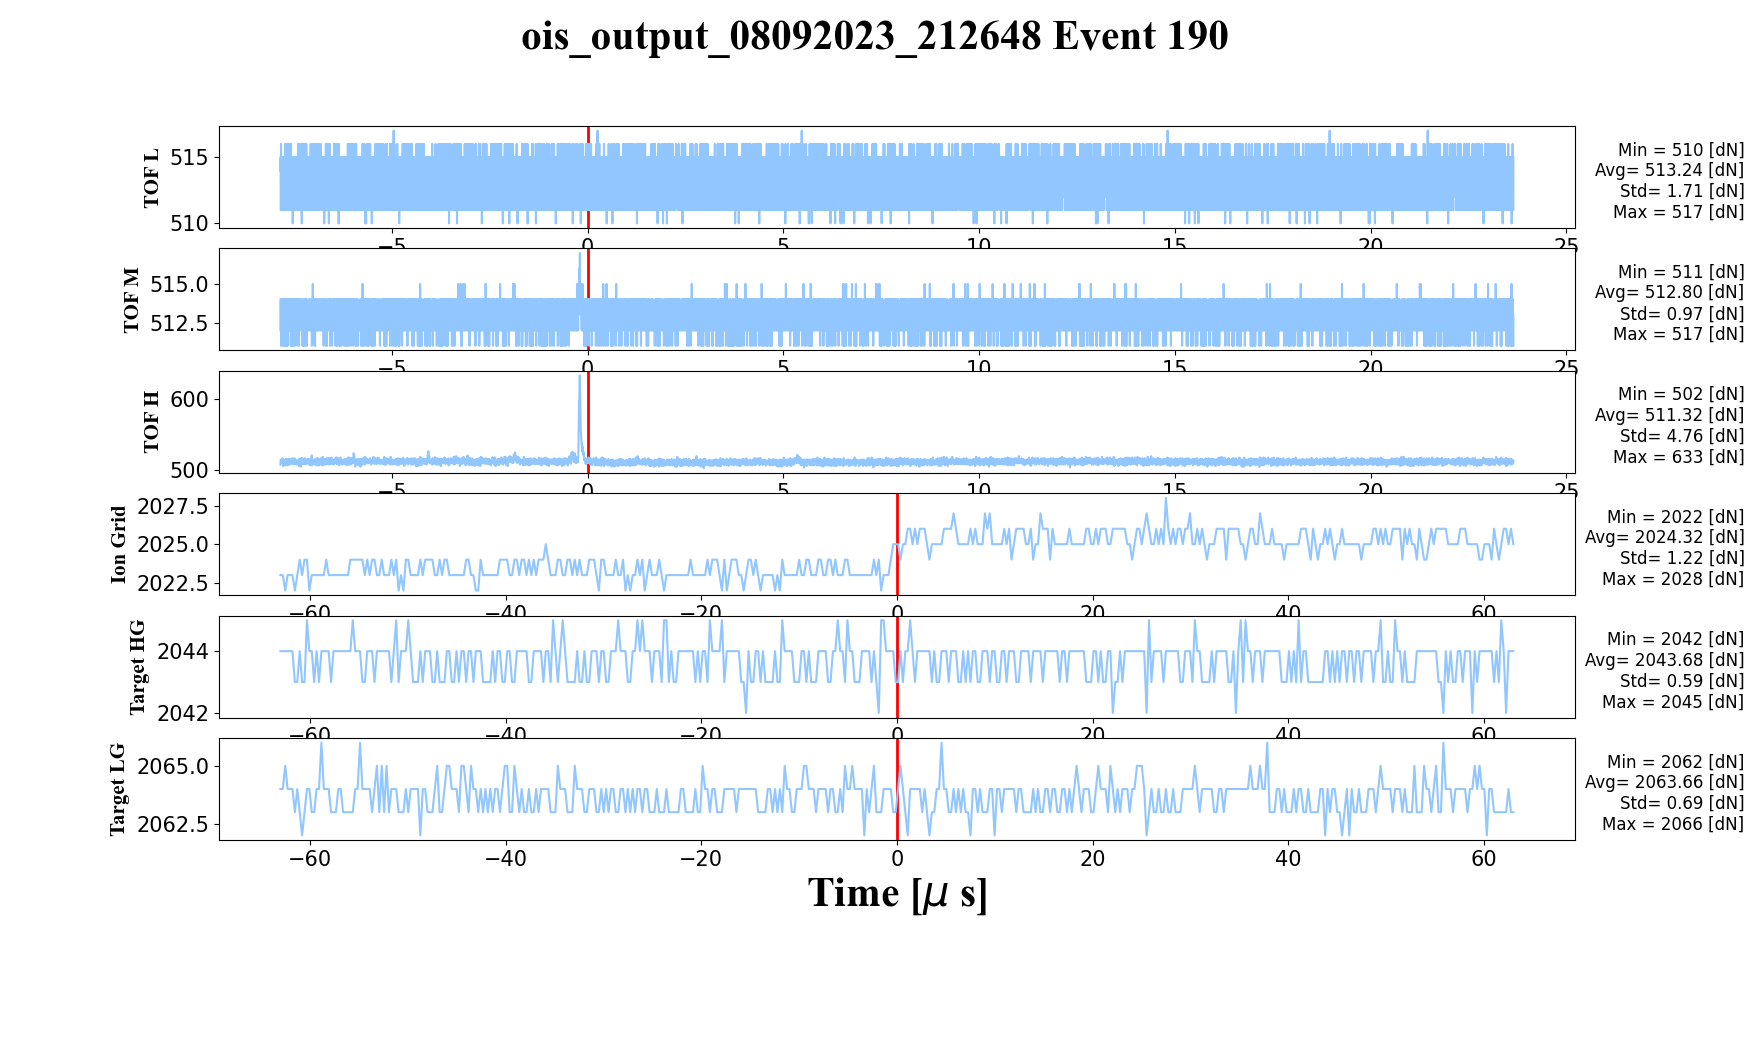 ois_output_08092023_212648 Event 190
TOF L
515
510
Min = 510 [dN]
Avg= 513.24 [dN]
Std= 1.71 [dN]
Max = 517 [dN]
−5 0 5 10 15 20 25
TOF M
515.0
512.5
Min = 511 [dN]
Avg= 512.80 [dN]
Std= 0.97 [dN]
Max = 517 [dN]
−5 0 5 10 15 20 25
TOF H
600
500
Min = 502 [dN]
Avg= 511.32 [dN]
Std= 4.76 [dN]
Max = 633 [dN]
−5 0 5 10 15 20 25
Ion Grid
2027.5
2025.0
2022.5
Min = 2022 [dN]
Avg= 2024.32 [dN]
Std= 1.22 [dN]
Max = 2028 [dN]
−60 −40 −20 0 20 40 60
Target HG
2044
2042
Min = 2042 [dN]
Avg= 2043.68 [dN]
Std= 0.59 [dN]
Max = 2045 [dN]
−60 −40 −20 0 20 40 60
Target LG
2065.0
2062.5
Min = 2062 [dN]
Avg= 2063.66 [dN]
Std= 0.69 [dN]
Max = 2066 [dN]
−60 −40 −20 0 20 40 60
Time [μ s]